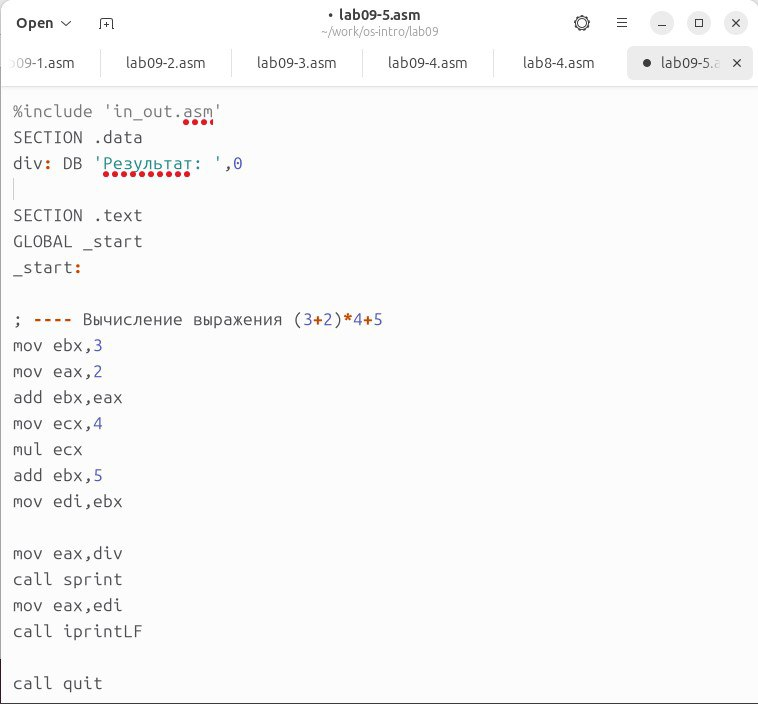 Open
• lab09-5.asm
~/work/os-intro/lab09
09-1.asm
lab09-2.asm
lab09-3.asm
lab09-4.asm
lab8-4.asm
lab09-5.a
%include 'in_out.asm'
SECTION .data
div: DB 'Результат: ',0
SECTION .text
GLOBAL _start
_start:
; ---- Вычисление выражения (3+2)*4+5
mov ebx,3
mov eax,2
add ebx,eax
mov ecx,4
mul ecx
add ebx,5
mov edi,ebx
mov eax,div
call sprint
mov eax,edi
call iprintLF
call quit